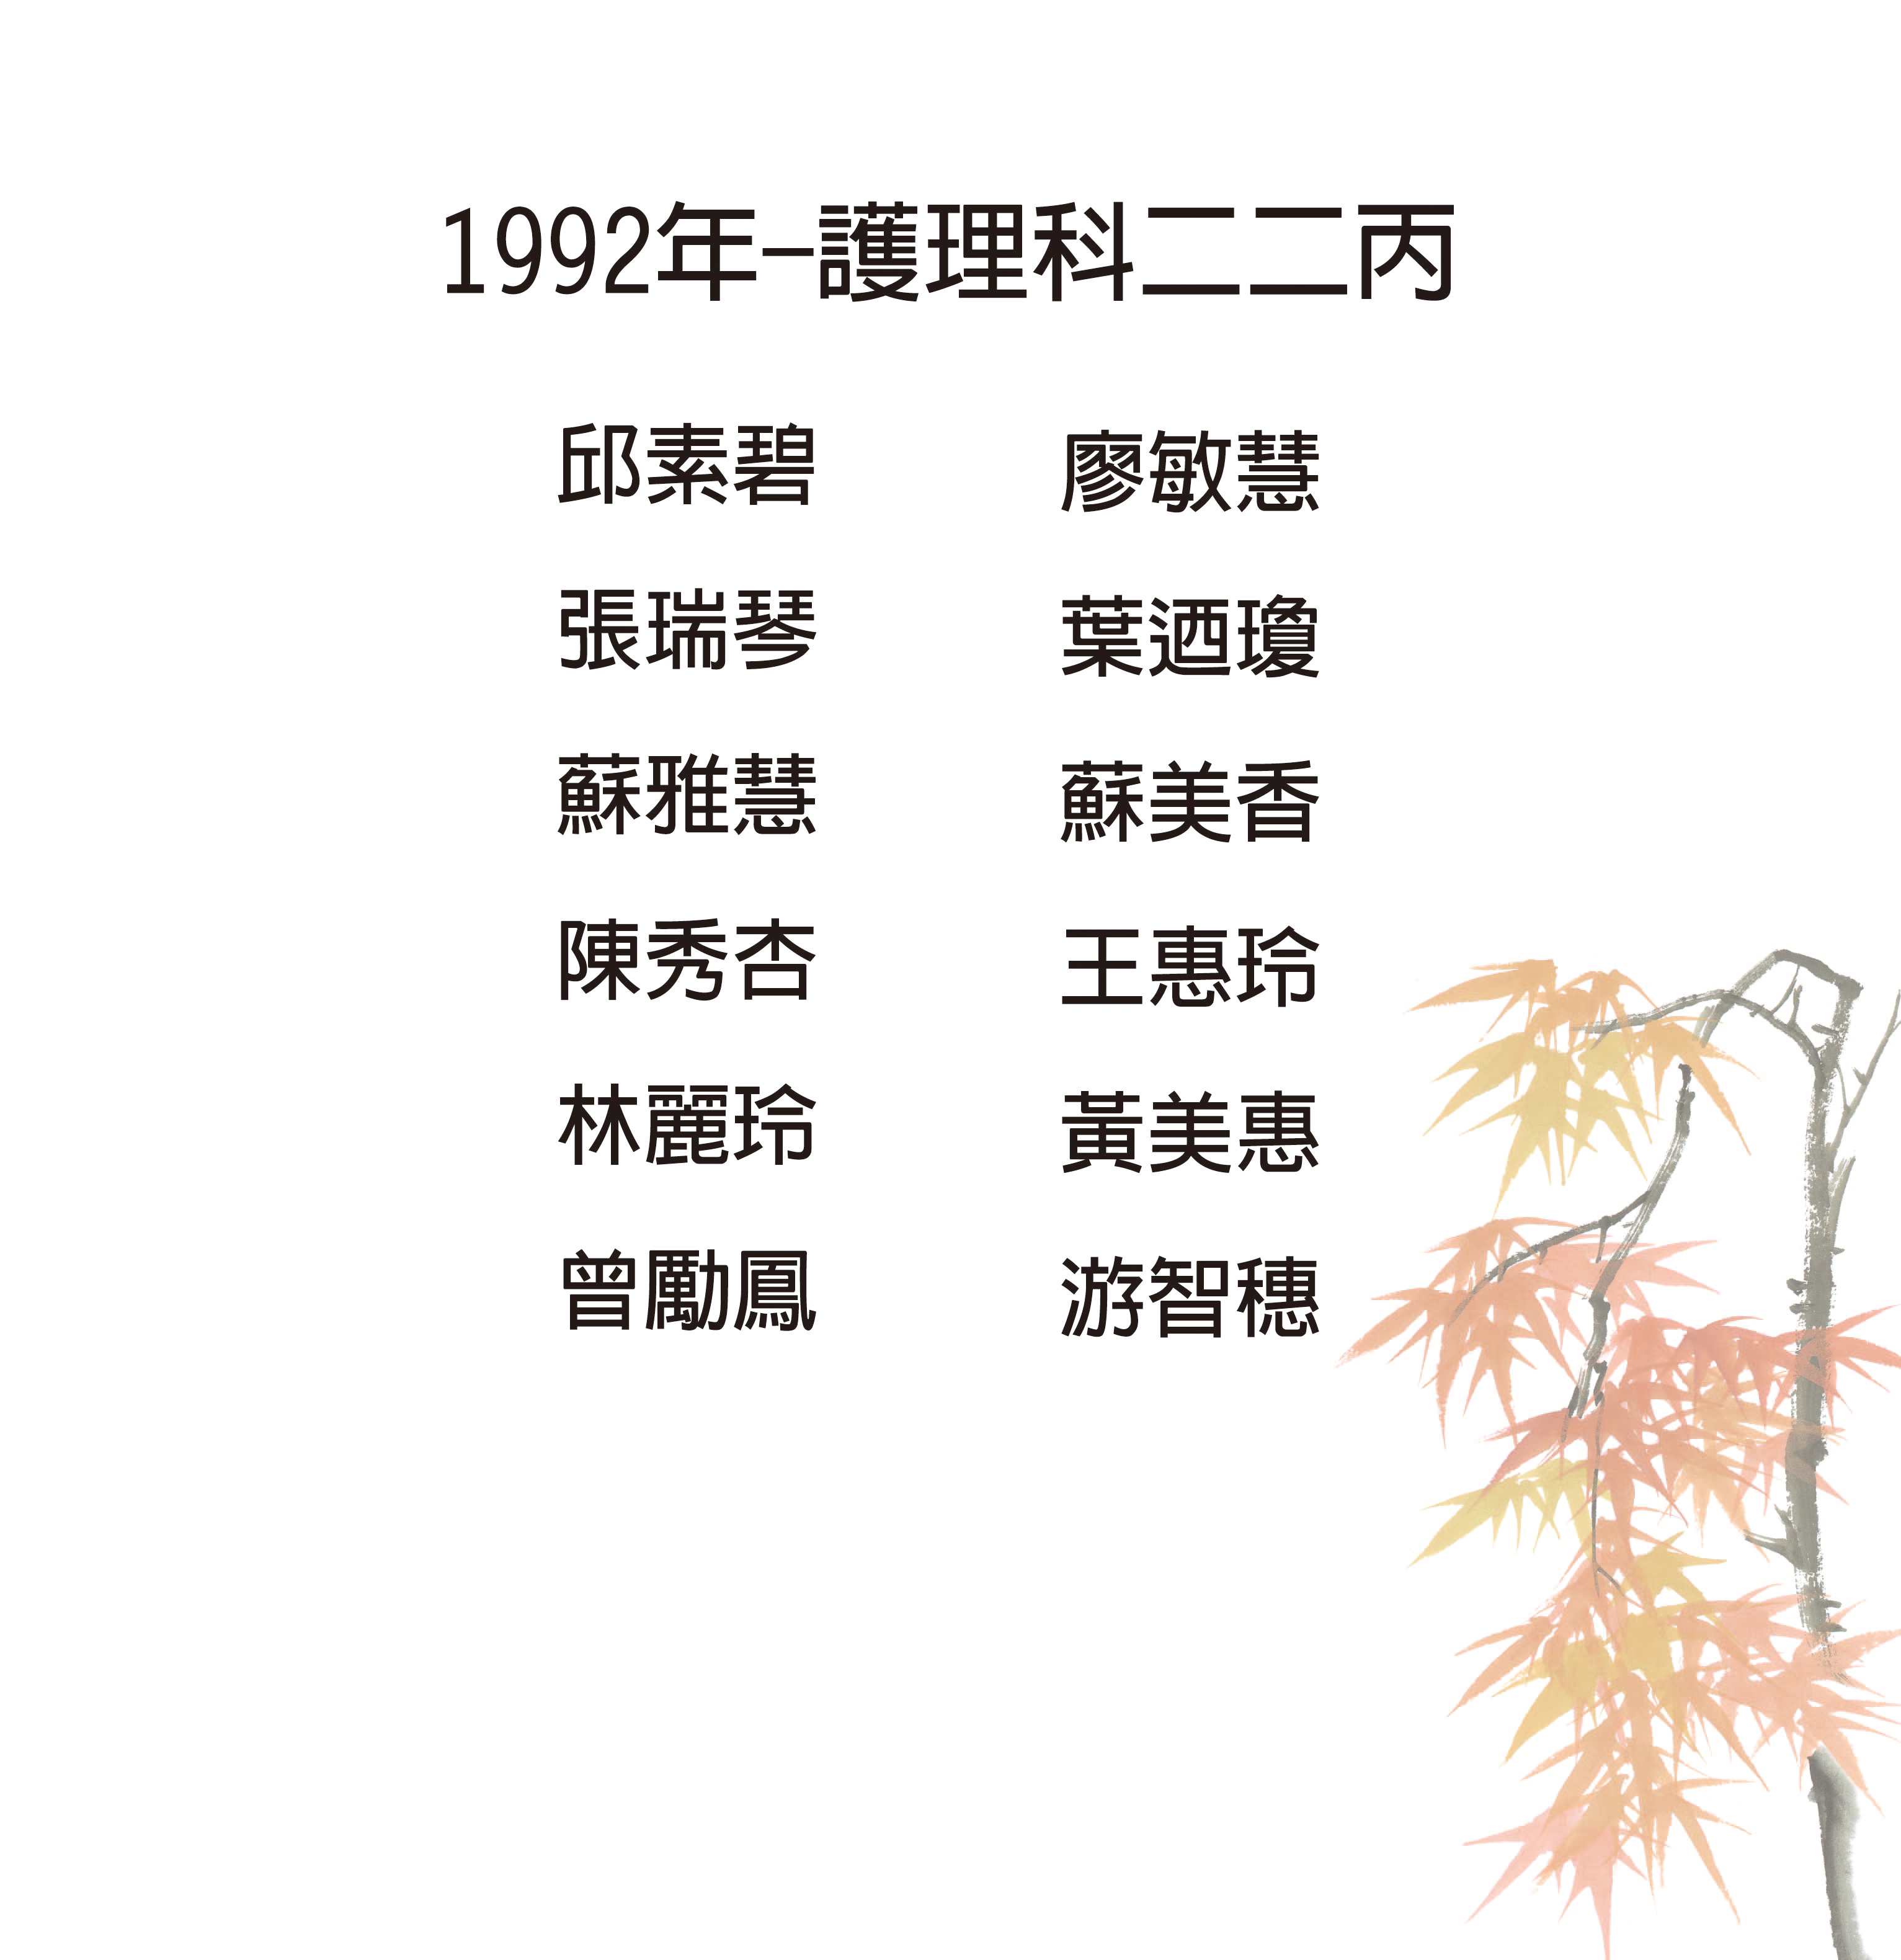 1992年-護理科二二丙
邱素碧
張瑞琴
蘇雅慧
陳秀杏
林麗玲
曾勵鳳
廖敏慧
葉迺瓊
蘇美香
王惠玲
黃美惠
游智穗